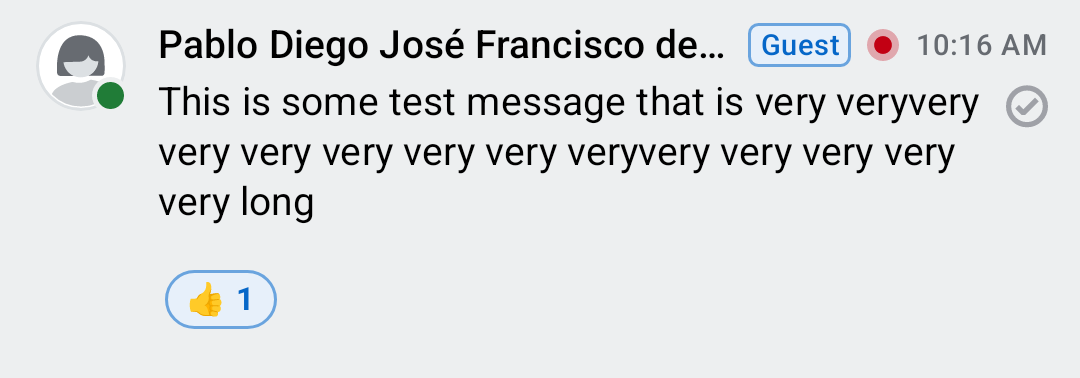 Pablo Diego José Francisco de... Guest 10:16 AM
This is some test message that is very veryvery
very very very very very veryvery very very very
very long
👍 1